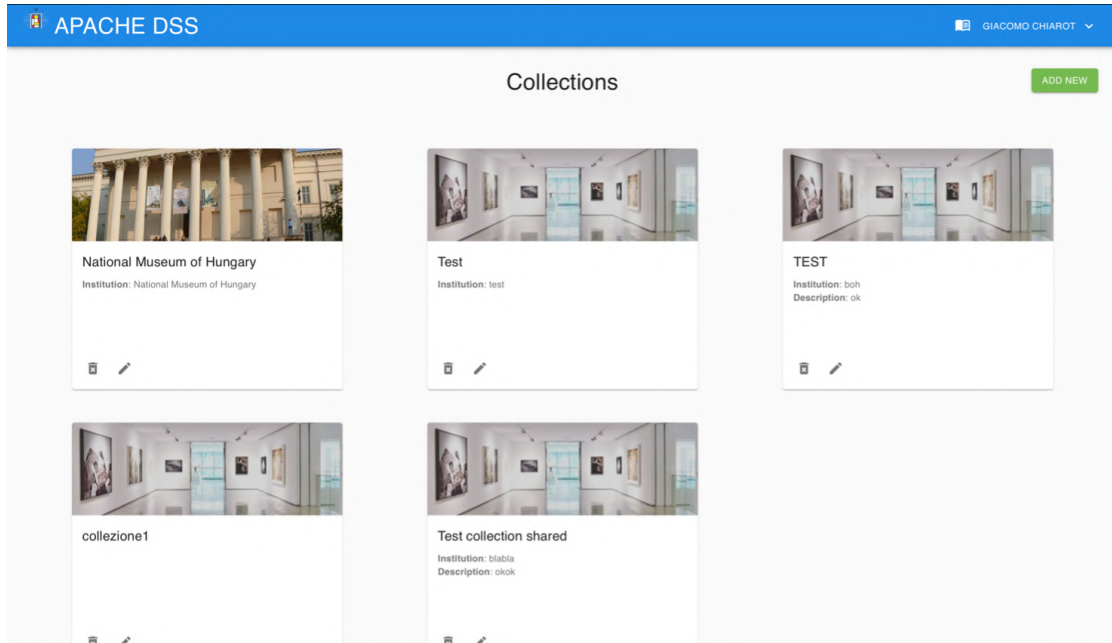 APACHE DSS
GIACOMO CHIAROT
Collections
ADD NEW
National Museum of Hungary
Institution: National Museum of Hungary
Test
Institution: test
TEST
Institution: boh
Description: ok
collezione1
Test collection shared
Institution: blabla
Description: okok